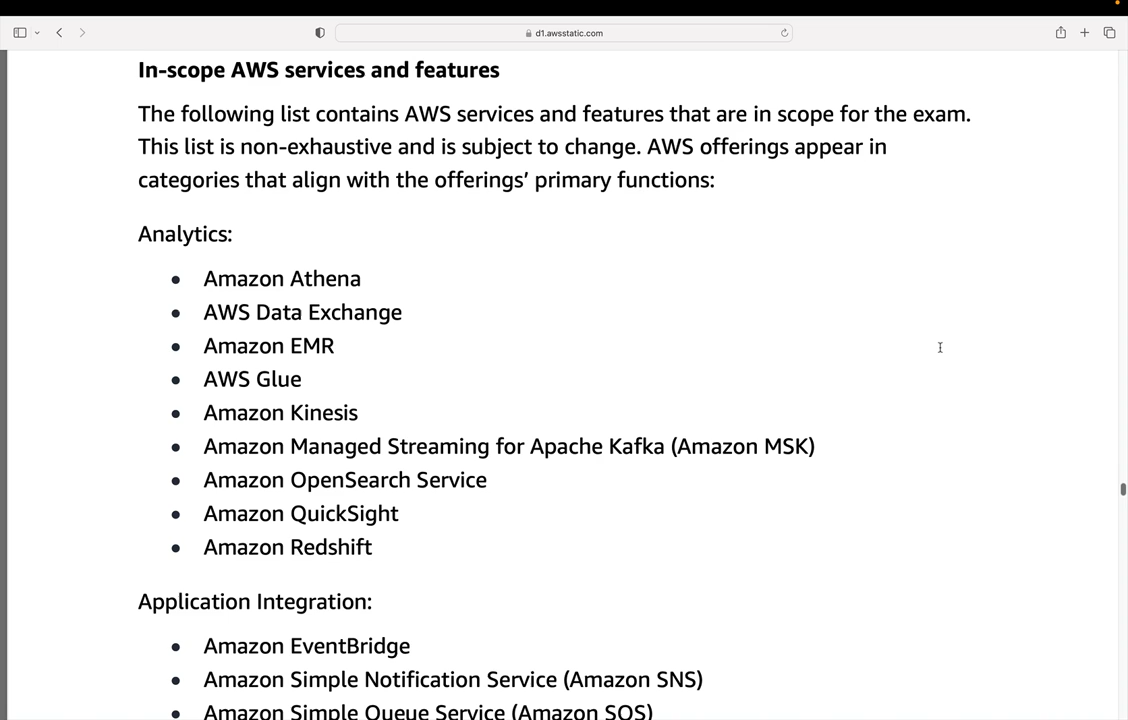 d1.awsstatic.com
In-scope AWS services and features
The following list contains AWS services and features that are in scope for the exam.
This list is non-exhaustive and is subject to change. AWS offerings appear in
categories that align with the offerings’ primary functions:
Analytics:
• Amazon Athena
• AWS Data Exchange
• Amazon EMR
• AWS Glue
• Amazon Kinesis
• Amazon Managed Streaming for Apache Kafka (Amazon MSK)
• Amazon OpenSearch Service
• Amazon QuickSight
• Amazon Redshift
Application Integration:
• Amazon EventBridge
• Amazon Simple Notification Service (Amazon SNS)
• Amazon Simple Queue Service (Amazon SQS)